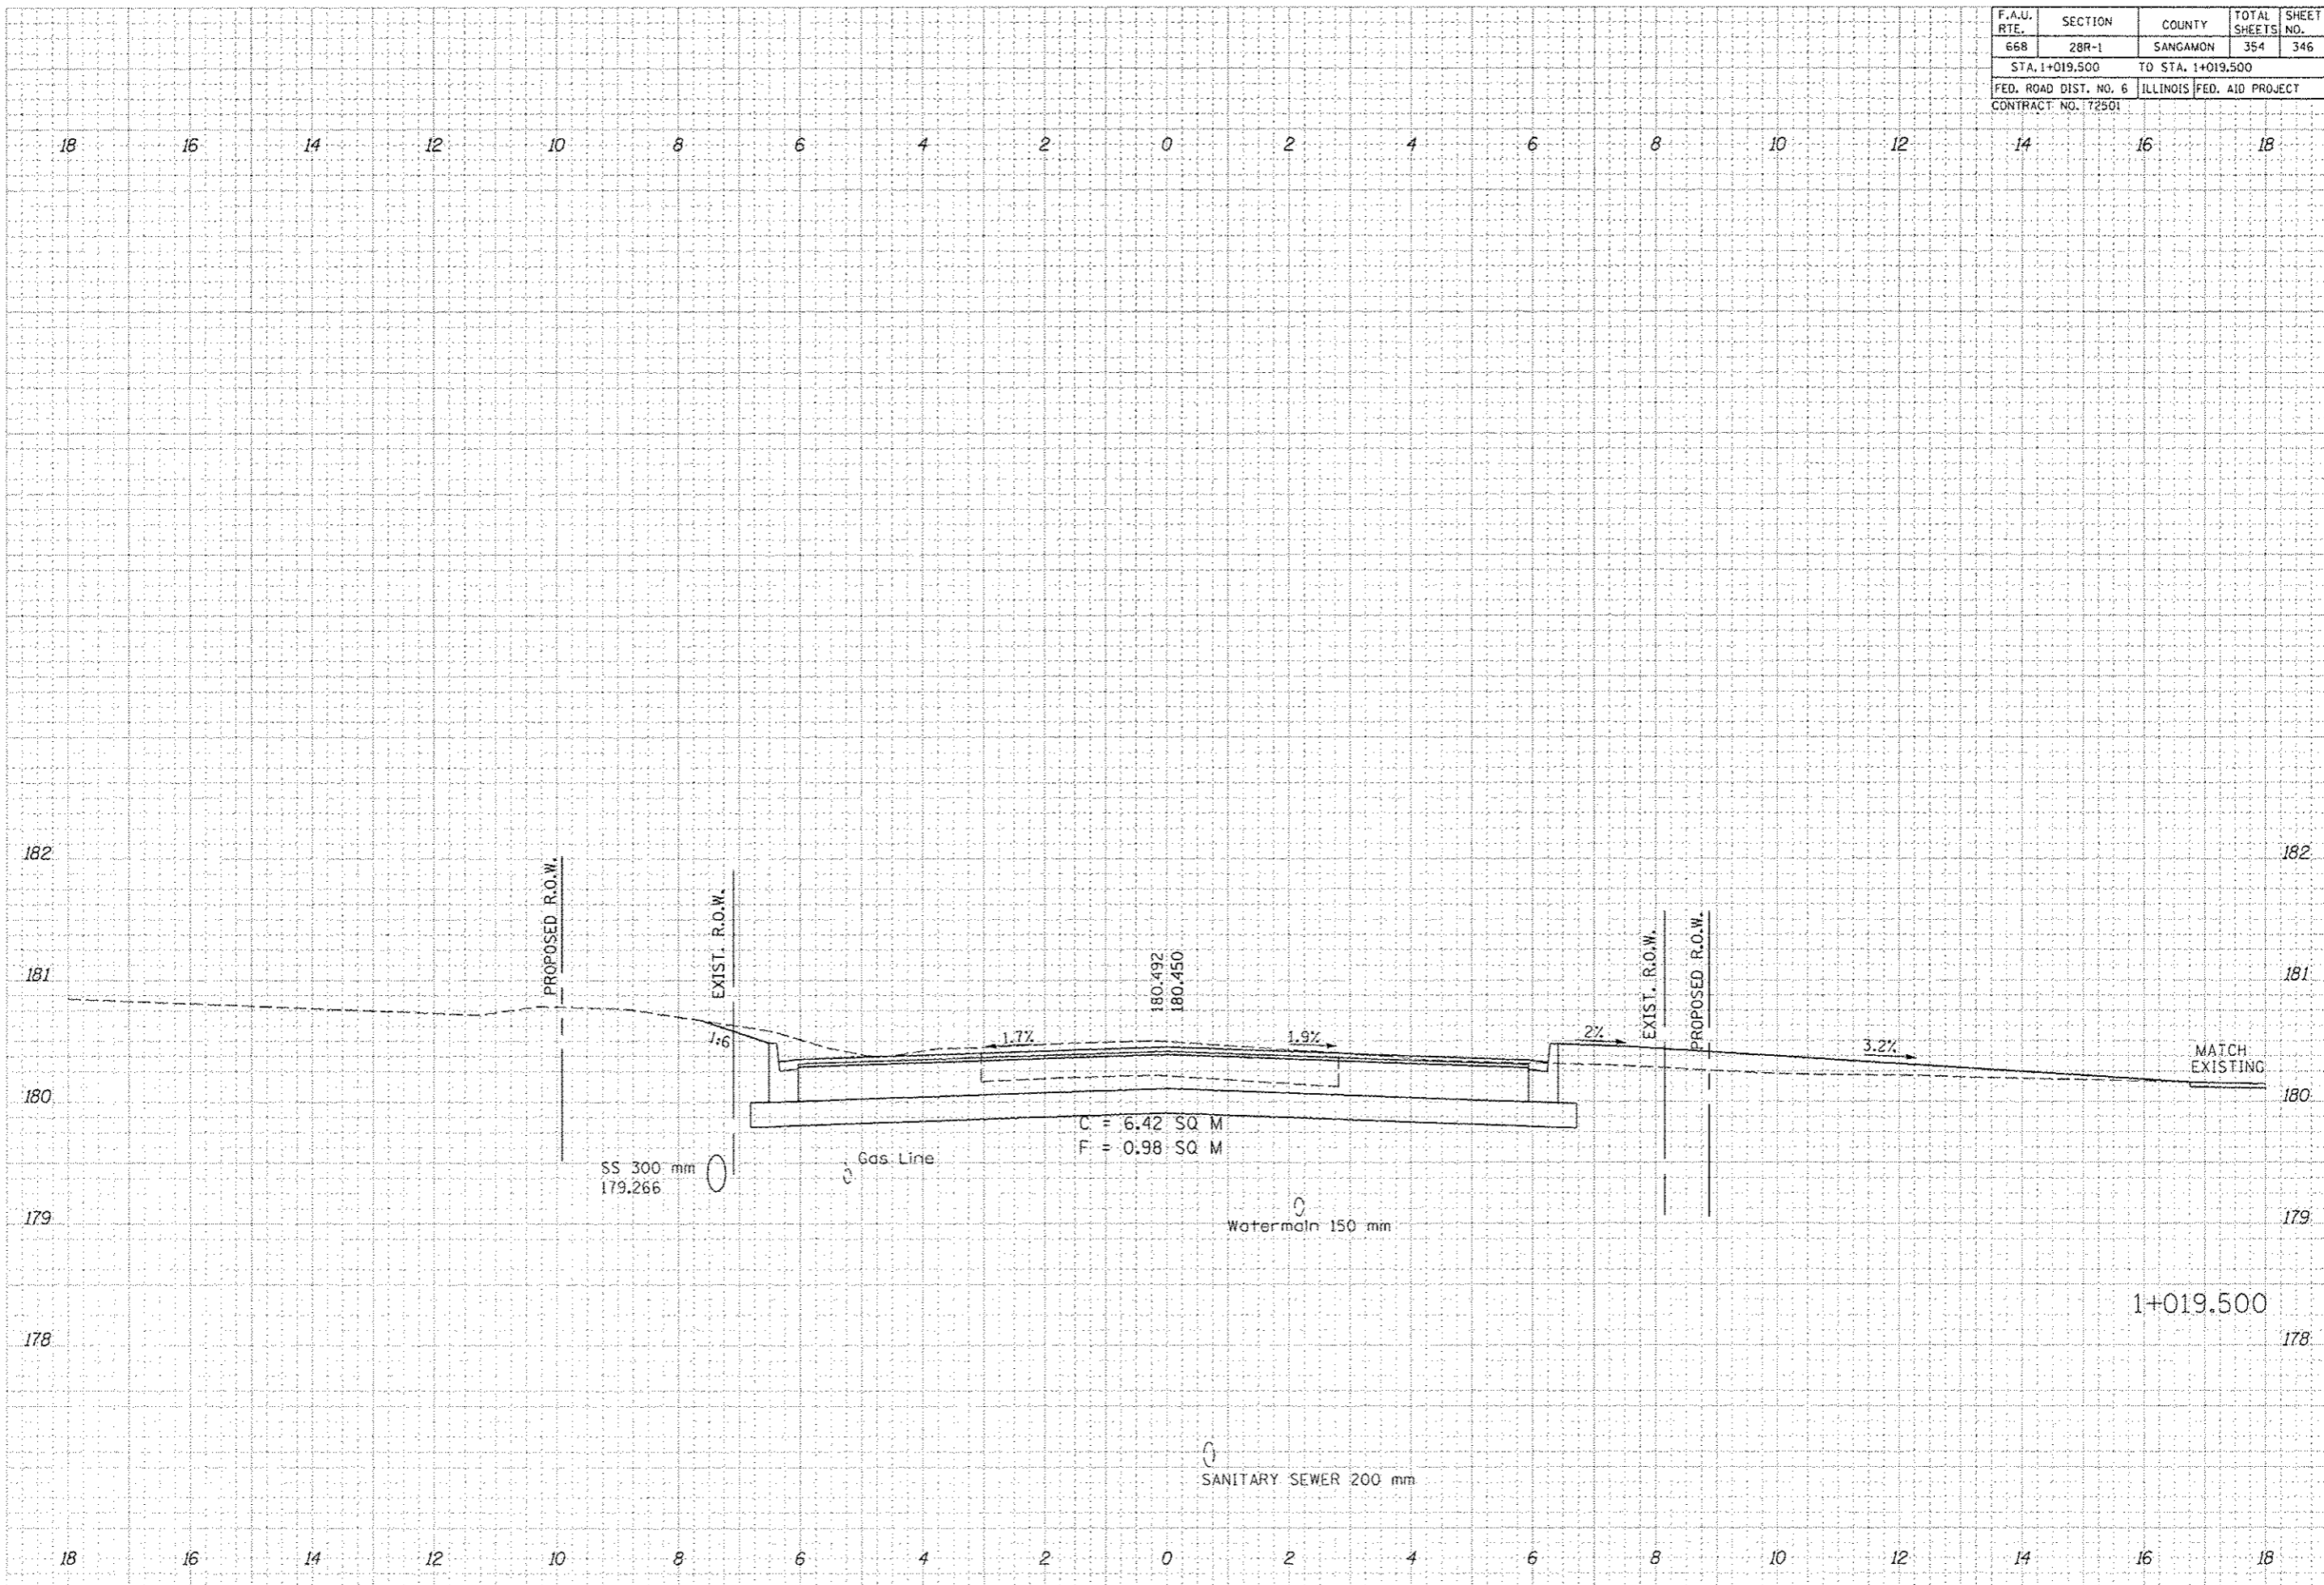 F.A.U. RTE. SECTION COUNTY TOTAL SHEETS SHEET NO.
668 28R-1 SANGAMON 354 346
STA. 1+019.500 TO STA. 1+019.500
FED. ROAD DIST. NO. 6 ILLINOIS FED. AID PROJECT
CONTRACT NO. 72501
18 16 14 12 10 8 6 4 2 0 2 4 6 8 10 12 14 16 18
182 182
PROPOSED R.O.W.
EXIST. R.O.W.
EXIST. R.O.W.
PROPOSED R.O.W.
181 181
180.492
180.450
1:6
1.7%
1.9%
2%
3.2%
MATCH
EXISTING
180 180
C = 6.42 SQ M
F = 0.98 SQ M
SS 300 mm
179.266
Gas Line
179 179
Watermain 150 mm
1+019.500
178 178
SANITARY SEWER 200 mm
18 16 14 12 10 8 6 4 2 0 2 4 6 8 10 12 14 16 18